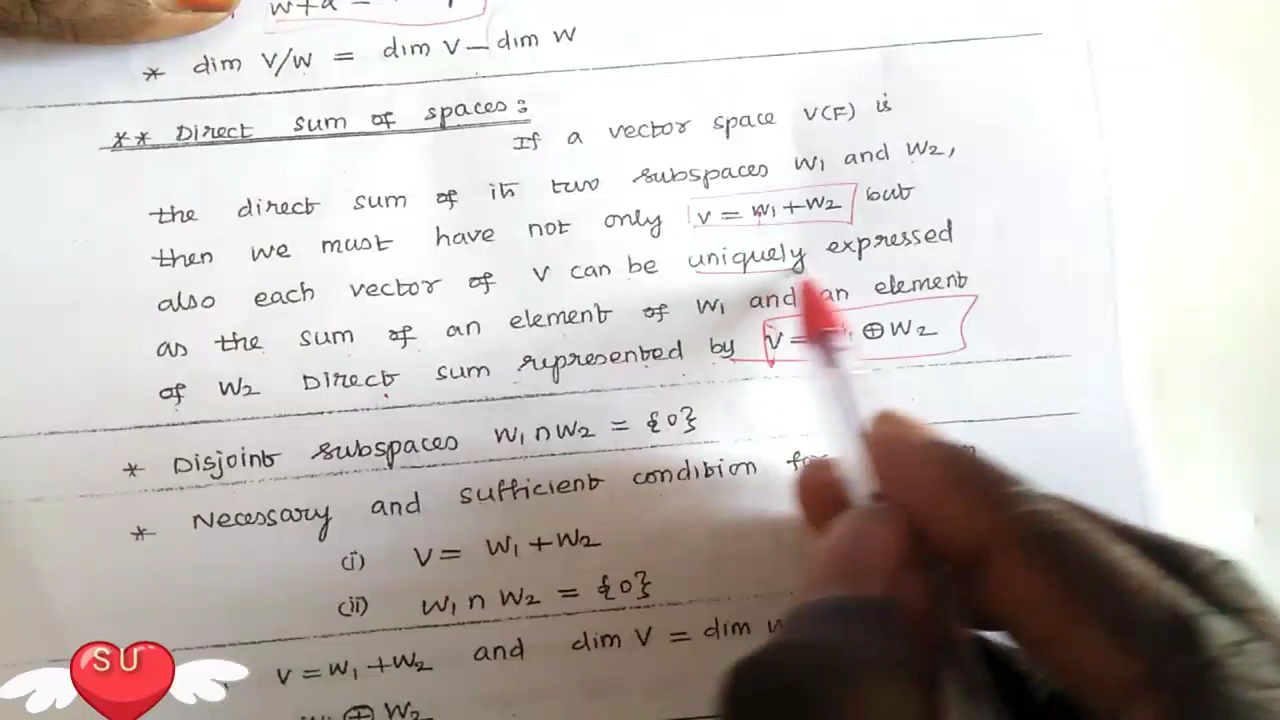 w+α =
* dim V/W = dim V - dim W
** Direct sum of spaces:
If a vector space V(F) is
the direct sum of its two subspaces W1 and W2,
then we must have not only V = W1 + W2 but
also each vector of V can be uniquely expressed
as the sum of an element of W1 and an element
of W2 Direct sum represented by V = ⊕ W2
* Disjoint subspaces W1 ∩ W2 = {0}
* Necessary and sufficient condition
(i) V = W1 + W2
(ii) W1 ∩ W2 = {0}
V = W1 + W2 and dim V = dim
⊕ W2
SU